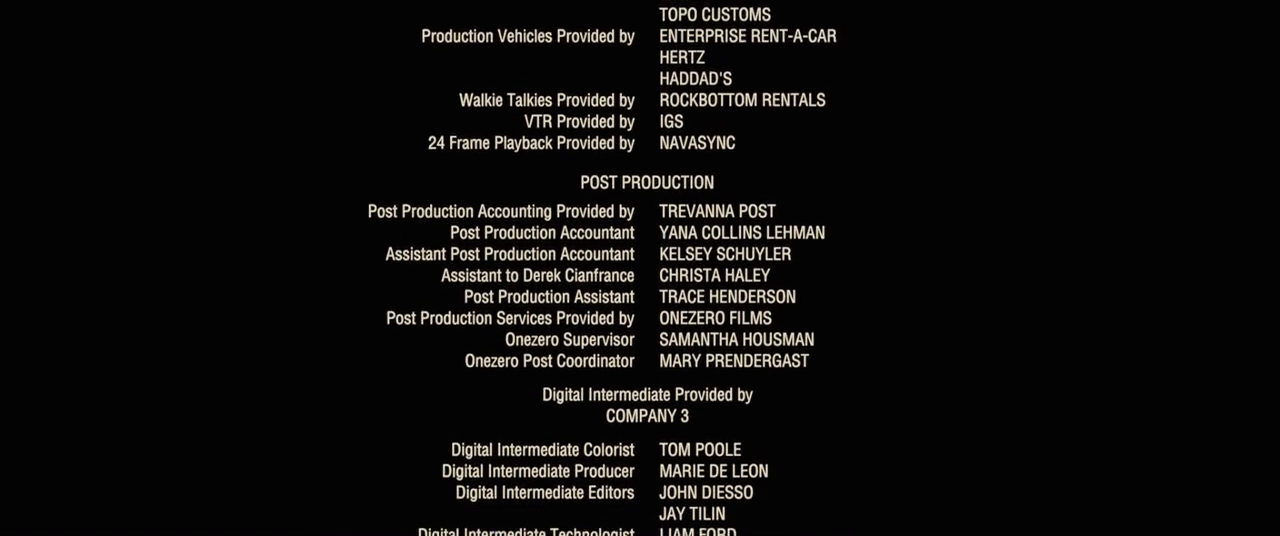 TOPO CUSTOMS
Production Vehicles Provided by ENTERPRISE RENT-A-CAR
HERTZ
HADDAD'S
Walkie Talkies Provided by ROCKBOTTOM RENTALS
VTR Provided by IGS
24 Frame Playback Provided by NAVASYNC
POST PRODUCTION
Post Production Accounting Provided by TREVANNA POST
Post Production Accountant YANA COLLINS LEHMAN
Assistant Post Production Accountant KELSEY SCHUYLER
Assistant to Derek Cianfrance CHRISTA HALEY
Post Production Assistant TRACE HENDERSON
Post Production Services Provided by ONEZERO FILMS
Onezero Supervisor SAMANTHA HOUSMAN
Onezero Post Coordinator MARY PRENDERGAST
Digital Intermediate Provided by
COMPANY 3
Digital Intermediate Colorist TOM POOLE
Digital Intermediate Producer MARIE DE LEON
Digital Intermediate Editors JOHN DIESSO
JAY TILIN
Digital Intermediate Technologist LIAM FORD